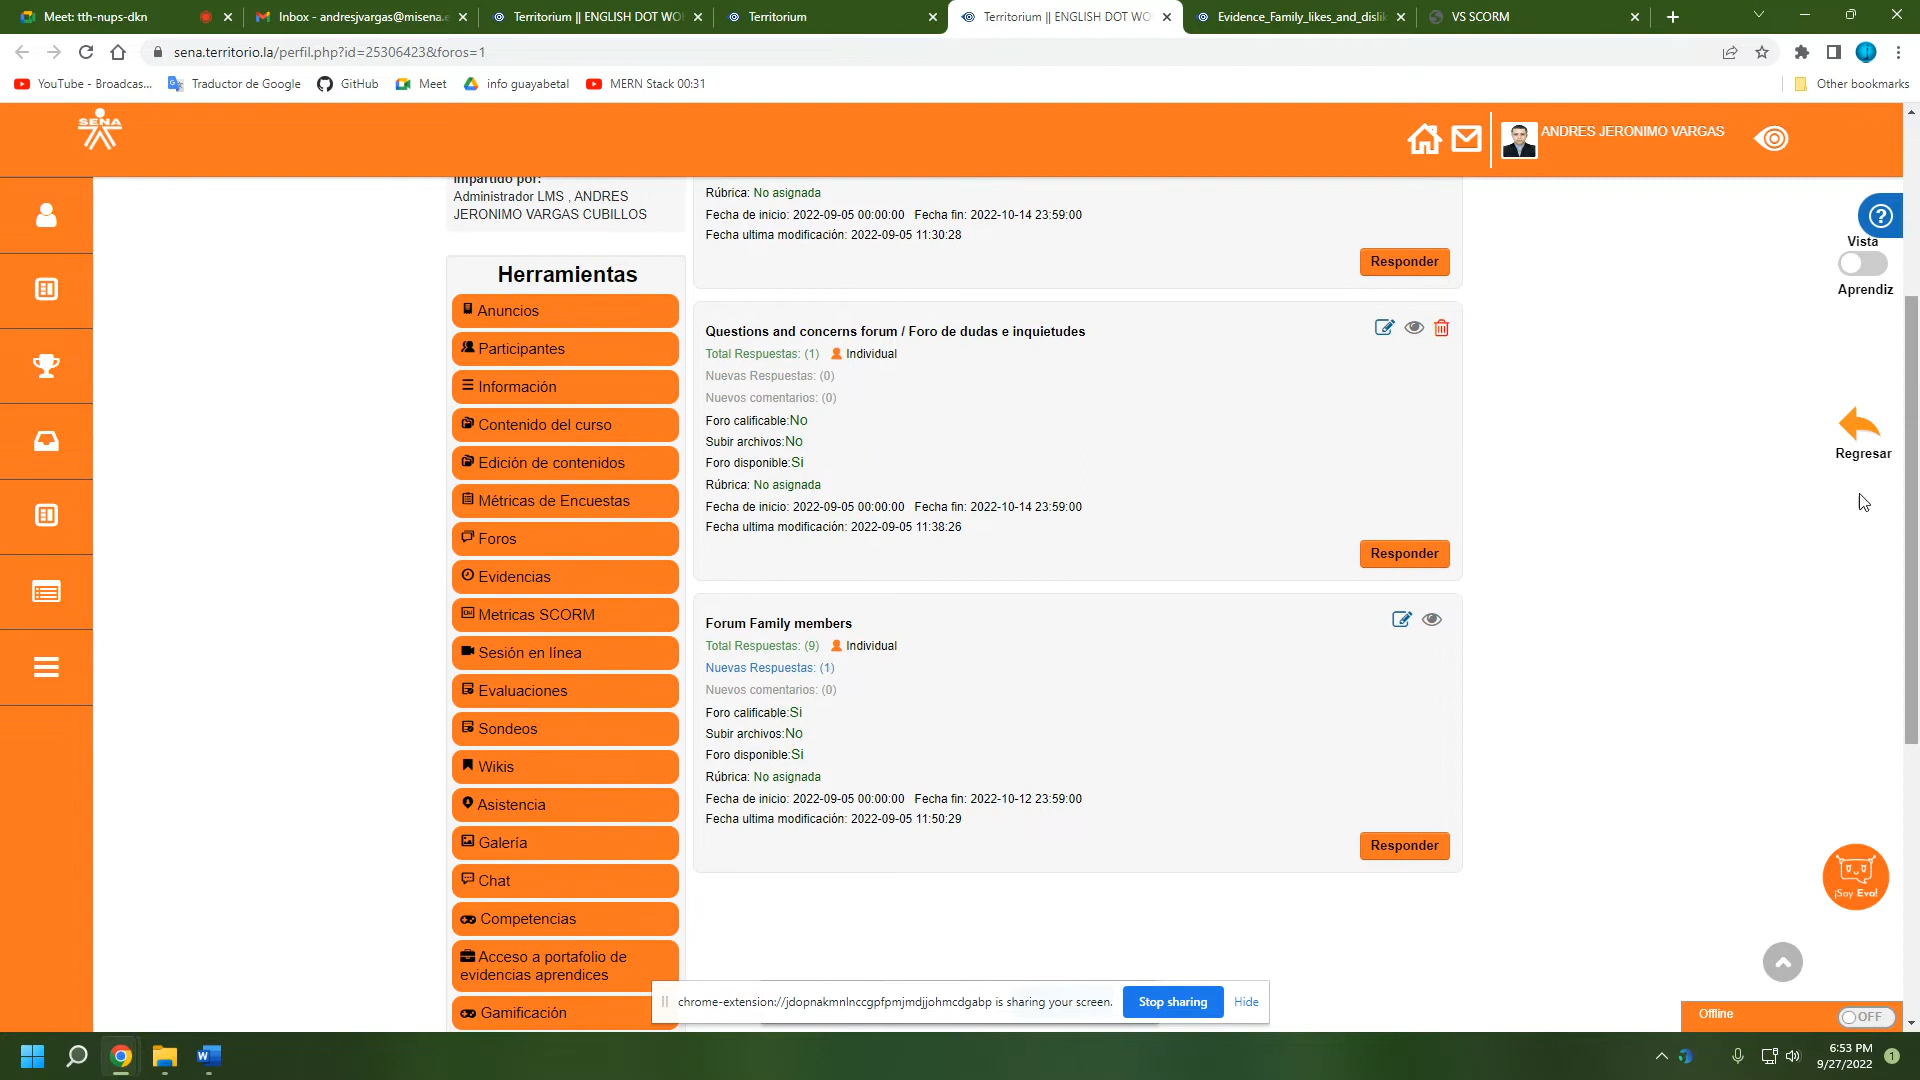 Meet: tth-nups-dkn
Inbox - andresjvargas@misena.e
Territorium || ENGLISH DOT WO
Territorium
Territorium || ENGLISH DOT WO
Evidence_Family_likes_and_dislik
VS SCORM
sena.territorio.la/perfil.php?id=25306423&foros=1
YouTube - Broadcas...
Traductor de Google
GitHub
Meet
info guayabetal
MERN Stack 00:31
Other bookmarks
SENA
ANDRES JERONIMO VARGAS
Impartido por:
Administrador LMS , ANDRES
JERONIMO VARGAS CUBILLOS
Herramientas
Anuncios
Participantes
Información
Contenido del curso
Edición de contenidos
Métricas de Encuestas
Foros
Evidencias
Metricas SCORM
Sesión en línea
Evaluaciones
Sondeos
Wikis
Asistencia
Galería
Chat
Competencias
Acceso a portafolio de
evidencias aprendices
Gamificación
Rúbrica: No asignada
Fecha de inicio: 2022-09-05 00:00:00 Fecha fin: 2022-10-14 23:59:00
Fecha ultima modificación: 2022-09-05 11:30:28
Responder
Questions and concerns forum / Foro de dudas e inquietudes
Total Respuestas: (1) Individual
Nuevas Respuestas: (0)
Nuevos comentarios: (0)
Foro calificable:No
Subir archivos:No
Foro disponible:Si
Rúbrica: No asignada
Fecha de inicio: 2022-09-05 00:00:00 Fecha fin: 2022-10-14 23:59:00
Fecha ultima modificación: 2022-09-05 11:38:26
Responder
Forum Family members
Total Respuestas: (9) Individual
Nuevas Respuestas: (1)
Nuevos comentarios: (0)
Foro calificable:Si
Subir archivos:No
Foro disponible:Si
Rúbrica: No asignada
Fecha de inicio: 2022-09-05 00:00:00 Fecha fin: 2022-10-12 23:59:00
Fecha ultima modificación: 2022-09-05 11:50:29
Responder
Vista
Aprendiz
Regresar
¡Soy Eva!
chrome-extension://jdopnakmnlnccgpfpmjmdjjohmcdgabp is sharing your screen.
Stop sharing
Hide
Offline
OFF
6:53 PM
9/27/2022
1